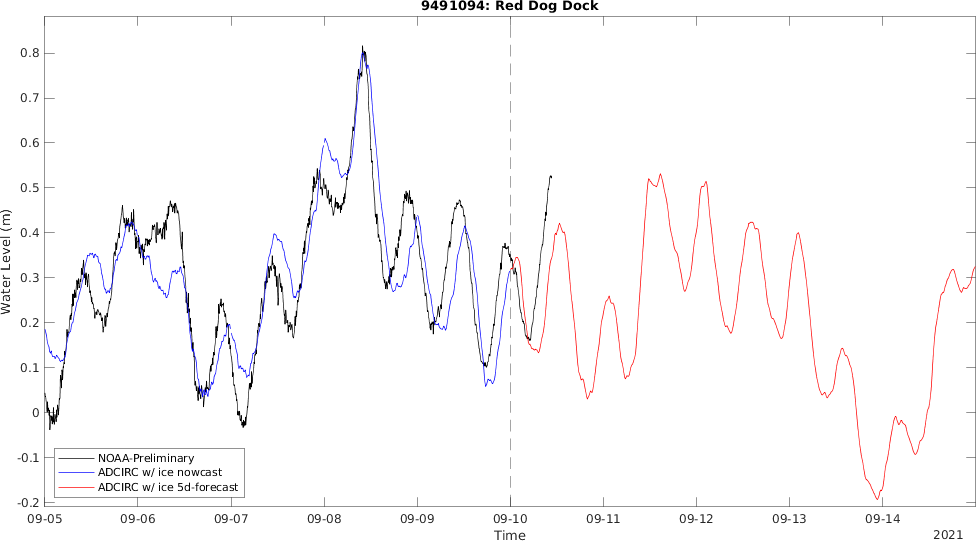 9491094: Red Dog Dock
Water Level (m)
0.8
0.7
0.6
0.5
0.4
0.3
0.2
0.1
0
-0.1
-0.2
NOAA-Preliminary
ADCIRC w/ ice nowcast
ADCIRC w/ ice 5d-forecast
09-05 09-06 09-07 09-08 09-09 09-10 09-11 09-12 09-13 09-14
Time
2021